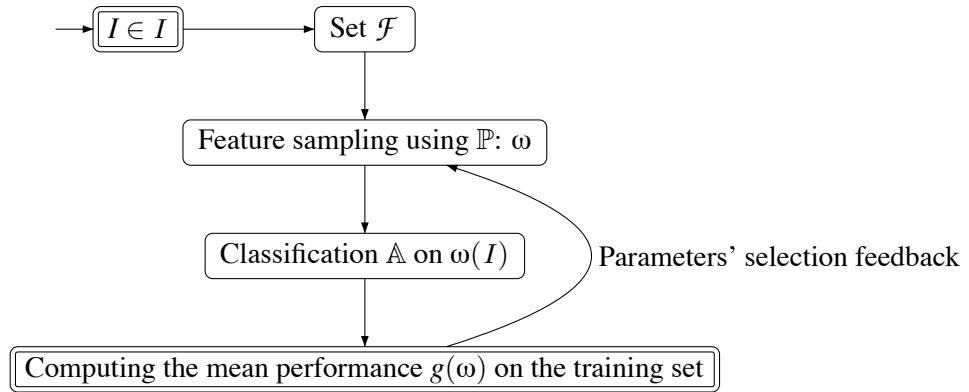 I ∈ I
Set ℱ
Feature sampling using ℙ: ω
Classification 𝔸 on ω(I)
Parameters' selection feedback
Computing the mean performance g(ω) on the training set